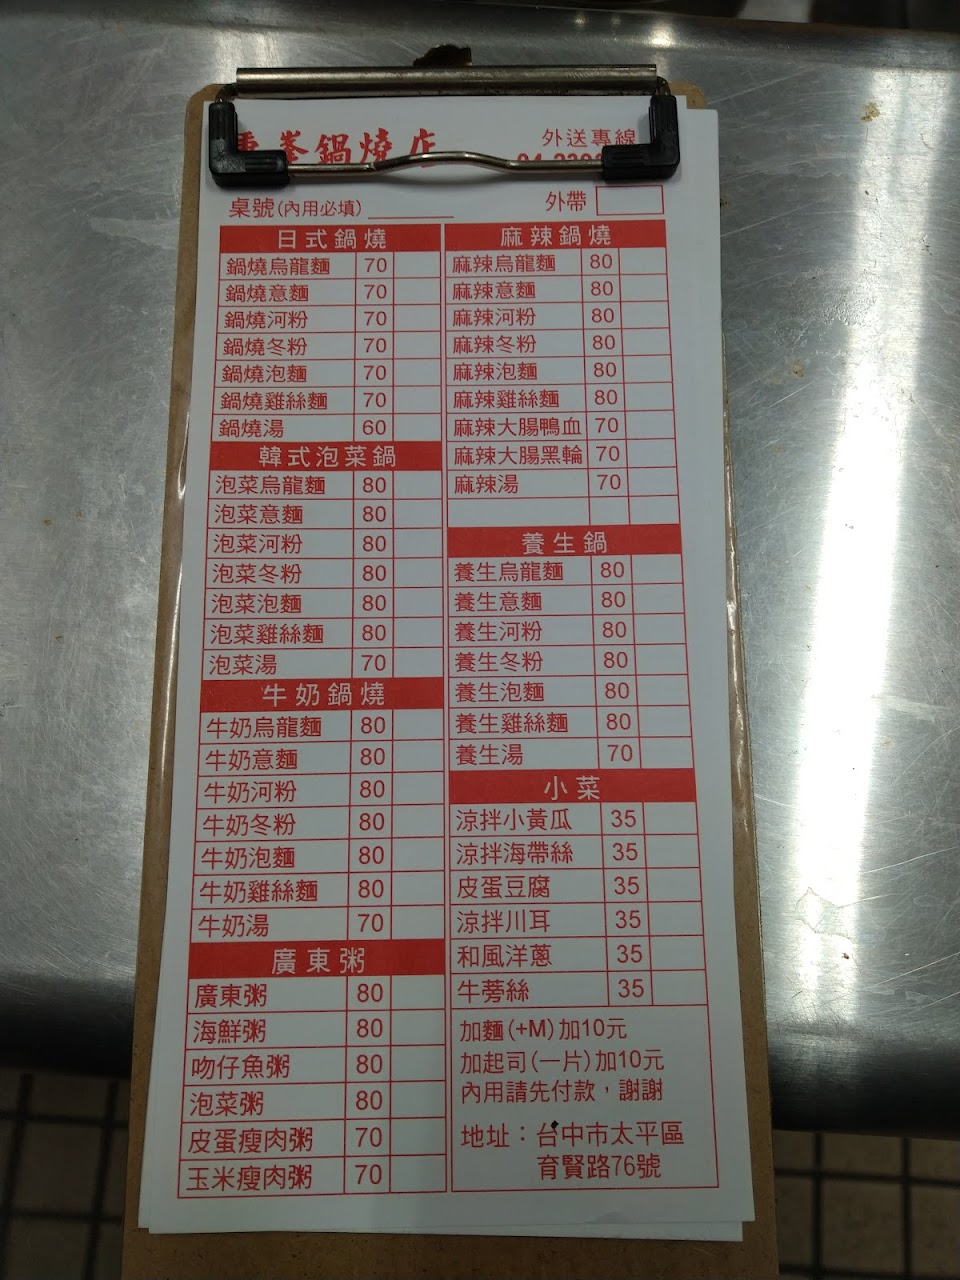 峯鍋燒店
外送專線
桌號(內用必填)
外帶
日式鍋燒
鍋燒烏龍麵 70
鍋燒意麵 70
鍋燒河粉 70
鍋燒冬粉 70
鍋燒泡麵 70
鍋燒雞絲麵 70
鍋燒湯 60
韓式泡菜鍋
泡菜烏龍麵 80
泡菜意麵 80
泡菜河粉 80
泡菜冬粉 80
泡菜泡麵 80
泡菜雞絲麵 80
泡菜湯 70
牛奶鍋燒
牛奶烏龍麵 80
牛奶意麵 80
牛奶河粉 80
牛奶冬粉 80
牛奶泡麵 80
牛奶雞絲麵 80
牛奶湯 70
廣東粥
廣東粥 80
海鮮粥 80
吻仔魚粥 80
泡菜粥 80
皮蛋瘦肉粥 70
玉米瘦肉粥 70
麻辣鍋燒
麻辣烏龍麵 80
麻辣意麵 80
麻辣河粉 80
麻辣冬粉 80
麻辣泡麵 80
麻辣雞絲麵 80
麻辣大腸鴨血 70
麻辣大腸黑輪 70
麻辣湯 70
養生鍋
養生烏龍麵 80
養生意麵 80
養生河粉 80
養生冬粉 80
養生泡麵 80
養生雞絲麵 80
養生湯 70
小菜
涼拌小黃瓜 35
涼拌海帶絲 35
皮蛋豆腐 35
涼拌川耳 35
和風洋蔥 35
牛蒡絲 35
加麵(+M)加10元
加起司(一片)加10元
內用請先付款，謝謝
地址：台中市太平區
育賢路76號